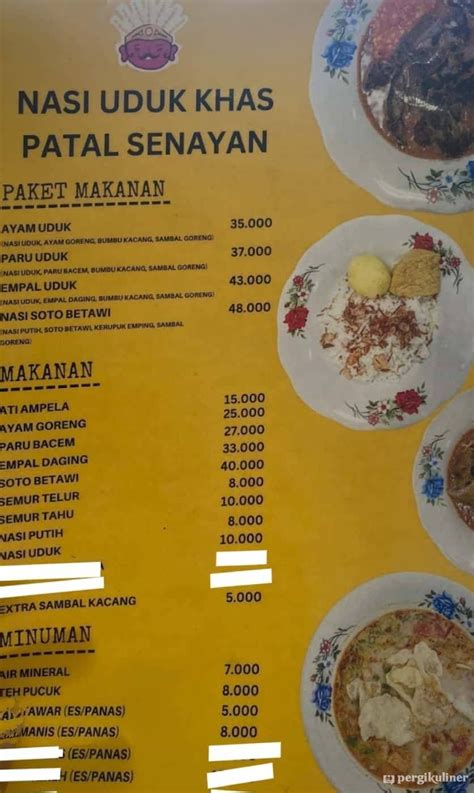 NASI UDUK KHAS
PATAL SENAYAN
PAKET MAKANAN
AYAM UDUK 35.000
(NASI UDUK, AYAM GORENG, BUMBU KACANG, SAMBAL GORENG)
PARU UDUK 37.000
(NASI UDUK, PARU BACEM, BUMBU KACANG, SAMBAL GORENG)
EMPAL UDUK 43.000
(NASI UDUK, EMPAL DAGING, BUMBU KACANG, SAMBAL GORENG)
NASI SOTO BETAWI 48.000
(NASI PUTIH, SOTO BETAWI, KERUPUK EMPING, SAMBAL
GORENG)
MAKANAN
ATI AMPELA 15.000
AYAM GORENG 25.000
PARU BACEM 27.000
EMPAL DAGING 33.000
SOTO BETAWI 40.000
SEMUR TELUR 8.000
SEMUR TAHU 10.000
NASI PUTIH 8.000
NASI UDUK 10.000
EXTRA SAMBAL KACANG 5.000
MINUMAN
AIR MINERAL 7.000
TEH PUCUK 8.000
TAWAR (ES/PANAS) 5.000
MANIS (ES/PANAS) 8.000
(ES/PANAS)
(ES/PANAS)
pergikuliner